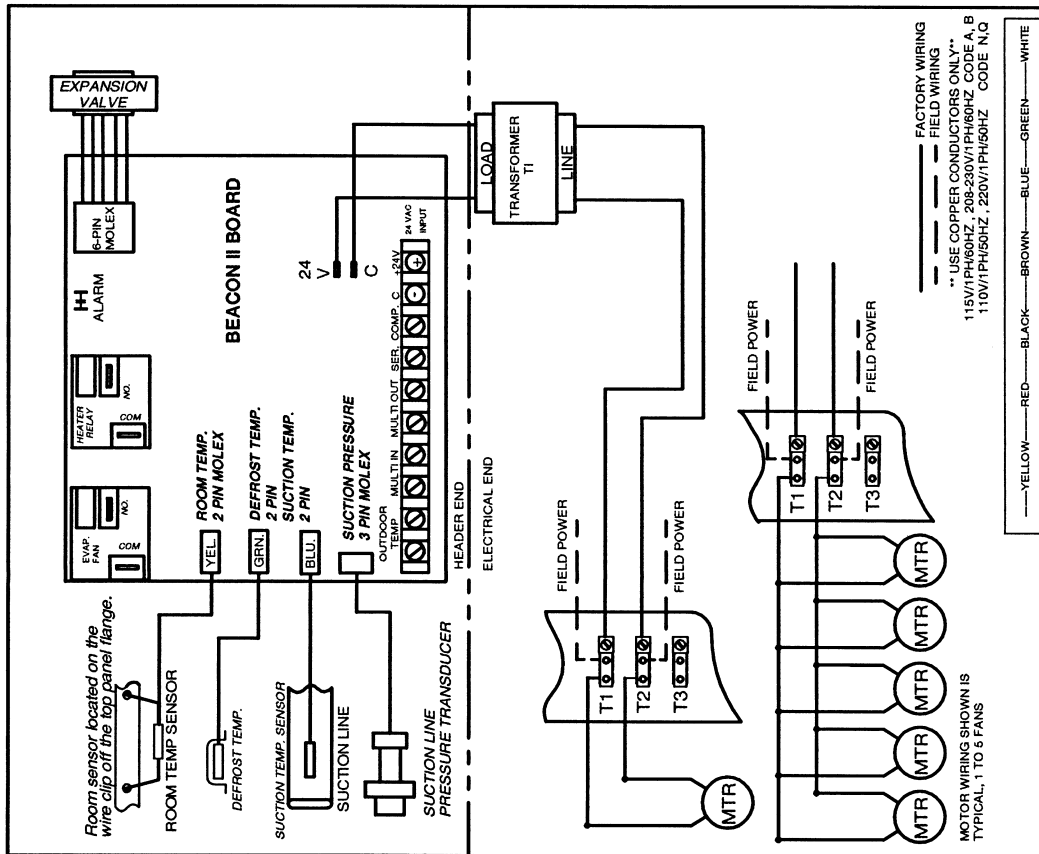 EXPANSION
VALVE
6-PIN
MOLEX
ALARM
HEATER
RELAY
NO.
COM
EVAP.
FAN
NO.
COM
BEACON II BOARD
24
V
C
ROOM TEMP.
2 PIN MOLEX
DEFROST TEMP.
2 PIN
SUCTION TEMP.
2 PIN
SUCTION PRESSURE
3 PIN MOLEX
YEL.
GRN.
BLU.
OUTDOOR
TEMP
MULTI IN
MULTI OUT
SER.
COMP.
C
+24V
24 VAC
INPUT
-
+
Room sensor located on the
wire clip off the top panel flange.
ROOM TEMP SENSOR
DEFROST TEMP.
SUCTION TEMP. SENSOR
SUCTION LINE
SUCTION LINE
PRESSURE TRANSDUCER
HEADER END
ELECTRICAL END
LOAD
TRANSFORMER
TI
LINE
FIELD POWER
FIELD POWER
T1
T2
T3
MTR
FIELD POWER
FIELD POWER
T1
T2
T3
MTR
MTR
MTR
MTR
MTR
MOTOR WIRING SHOWN IS
TYPICAL, 1 TO 5 FANS
FACTORY WIRING
FIELD WIRING
** USE COPPER CONDUCTORS ONLY**
115V/1PH/60HZ , 208-230V/1PH/60HZ CODE A, B
110V/1PH/50HZ , 220V/1PH/50HZ CODE N,Q
YELLOW RED BLACK BROWN BLUE GREEN WHITE